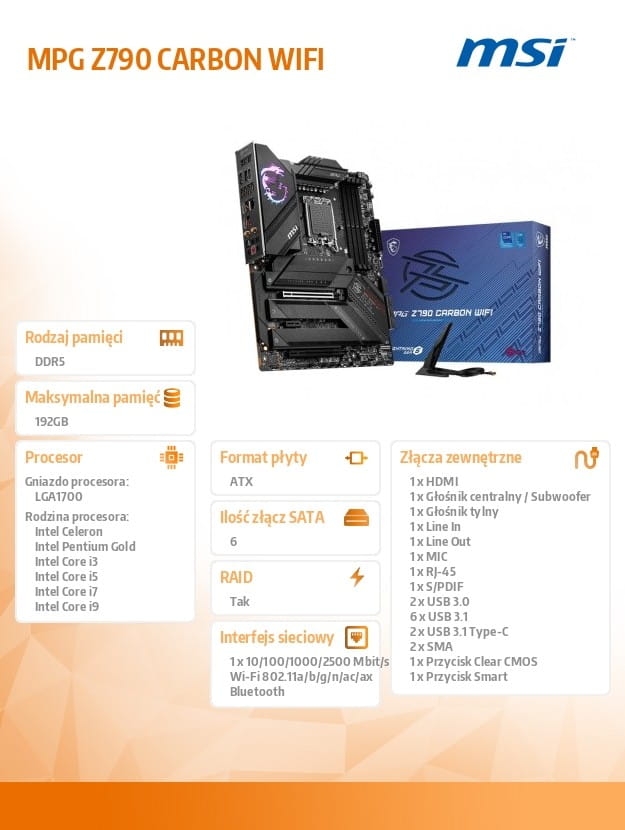 MPG Z790 CARBON WIFI
msi
msi
MPG Z790 CARBON WIFI
MPG Z790 CARBON WIFI
Rodzaj pamięci
DDR5
Maksymalna pamięć
192GB
Procesor
Gniazdo procesora:
LGA1700
Rodzina procesora:
Intel Celeron
Intel Pentium Gold
Intel Core i3
Intel Core i5
Intel Core i7
Intel Core i9
Format płyty
ATX
Ilość złącz SATA
6
RAID
Tak
Interfejs sieciowy
1 x 10/100/1000/2500 Mbit/s
Wi-Fi 802.11a/b/g/n/ac/ax
Bluetooth
Złącza zewnętrzne
1 x HDMI
1 x Głośnik centralny / Subwoofer
1 x Głośnik tylny
1 x Line In
1 x Line Out
1 x MIC
1 x RJ-45
1 x S/PDIF
2 x USB 3.0
6 x USB 3.1
2 x USB 3.1 Type-C
2 x SMA
1 x Przycisk Clear CMOS
1 x Przycisk Smart